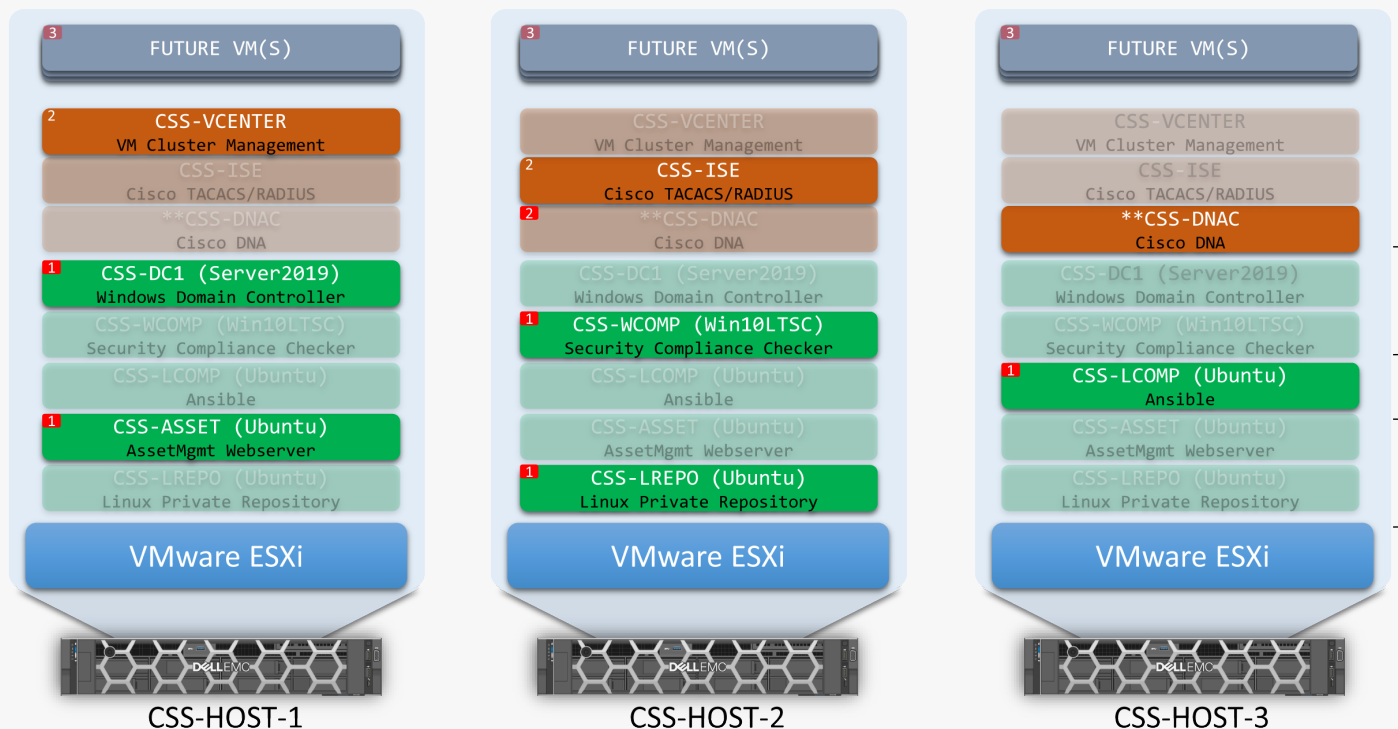 3
FUTURE VM(S)
2
CSS-VCENTER
VM Cluster Management
CSS-ISE
Cisco TACACS/RADIUS
**CSS-DNAC
Cisco DNA
1
CSS-DC1 (Server2019)
Windows Domain Controller
CSS-WCOMP (Win10LTSC)
Security Compliance Checker
CSS-LCOMP (Ubuntu)
Ansible
1
CSS-ASSET (Ubuntu)
AssetMgmt Webserver
CSS-LREPO (Ubuntu)
Linux Private Repository
VMware ESXi
DELLEMC
CSS-HOST-1
3
FUTURE VM(S)
CSS-VCENTER
VM Cluster Management
2
CSS-ISE
Cisco TACACS/RADIUS
2
**CSS-DNAC
Cisco DNA
CSS-DC1 (Server2019)
Windows Domain Controller
1
CSS-WCOMP (Win10LTSC)
Security Compliance Checker
CSS-LCOMP (Ubuntu)
Ansible
CSS-ASSET (Ubuntu)
AssetMgmt Webserver
1
CSS-LREPO (Ubuntu)
Linux Private Repository
VMware ESXi
DELLEMC
CSS-HOST-2
3
FUTURE VM(S)
CSS-VCENTER
VM Cluster Management
CSS-ISE
Cisco TACACS/RADIUS
**CSS-DNAC
Cisco DNA
CSS-DC1 (Server2019)
Windows Domain Controller
CSS-WCOMP (Win10LTSC)
Security Compliance Checker
1
CSS-LCOMP (Ubuntu)
Ansible
CSS-ASSET (Ubuntu)
AssetMgmt Webserver
CSS-LREPO (Ubuntu)
Linux Private Repository
VMware ESXi
DELLEMC
CSS-HOST-3